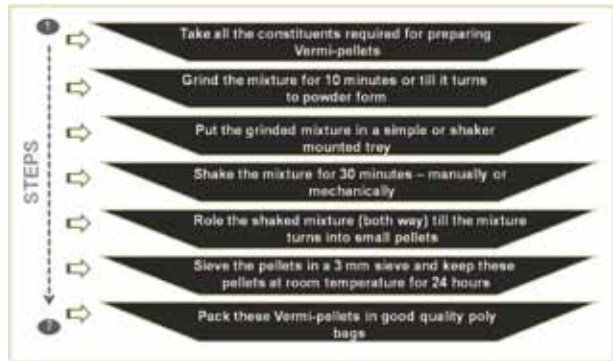 1
Take all the constituents required for preparing
Vermi-pellets
Grind the mixture for 10 minutes or till it turns
to powder form
Put the grinded mixture in a simple or shaker
mounted trey
Shake the mixture for 30 minutes – manually or
mechanically
Role the shaked mixture (both way) till the mixture
turns into small pellets
Sieve the pellets in a 3 mm sieve and keep these
pellets at room temperature for 24 hours
Pack these Vermi-pellets in good quality poly
bags
STEPS
7